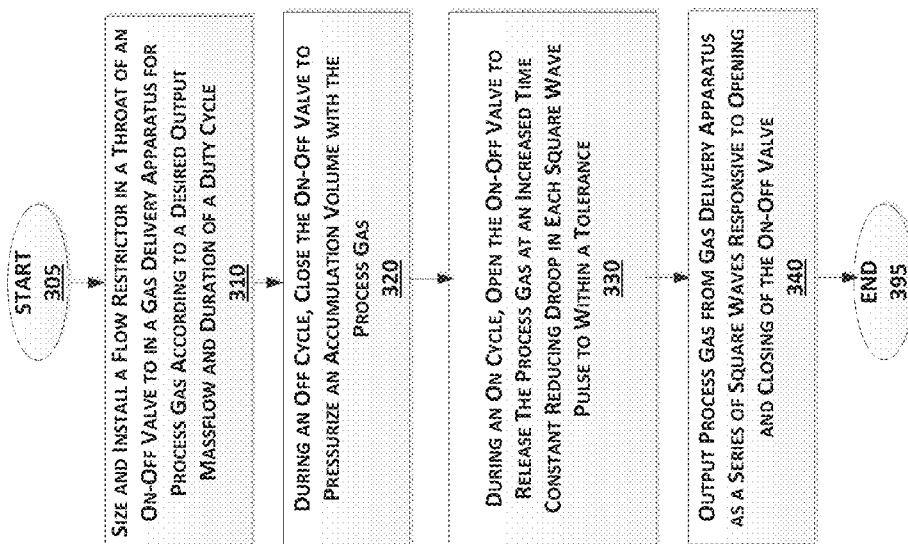 START
305
SIZE AND INSTALL A FLOW RESTRICTOR IN A THROAT OF AN
ON-OFF VALVE TO IN A GAS DELIVERY APPARATUS FOR
PROCESS GAS ACCORDING TO A DESIRED OUTPUT
MASSFLOW AND DURATION OF A DUTY CYCLE
310
DURING AN OFF CYCLE, CLOSE THE ON-OFF VALVE TO
PRESSURIZE AN ACCUMULATION VOLUME WITH THE
PROCESS GAS
320
DURING AN ON CYCLE, OPEN THE ON-OFF VALVE TO
RELEASE THE PROCESS GAS AT AN INCREASED TIME
CONSTANT REDUCING DROOP IN EACH SQUARE WAVE
PULSE TO WITHIN A TOLERANCE
330
OUTPUT PROCESS GAS FROM GAS DELIVERY APPARATUS
AS A SERIES OF SQUARE WAVES RESPONSIVE TO OPENING
AND CLOSING OF THE ON-OFF VALVE
340
END
395